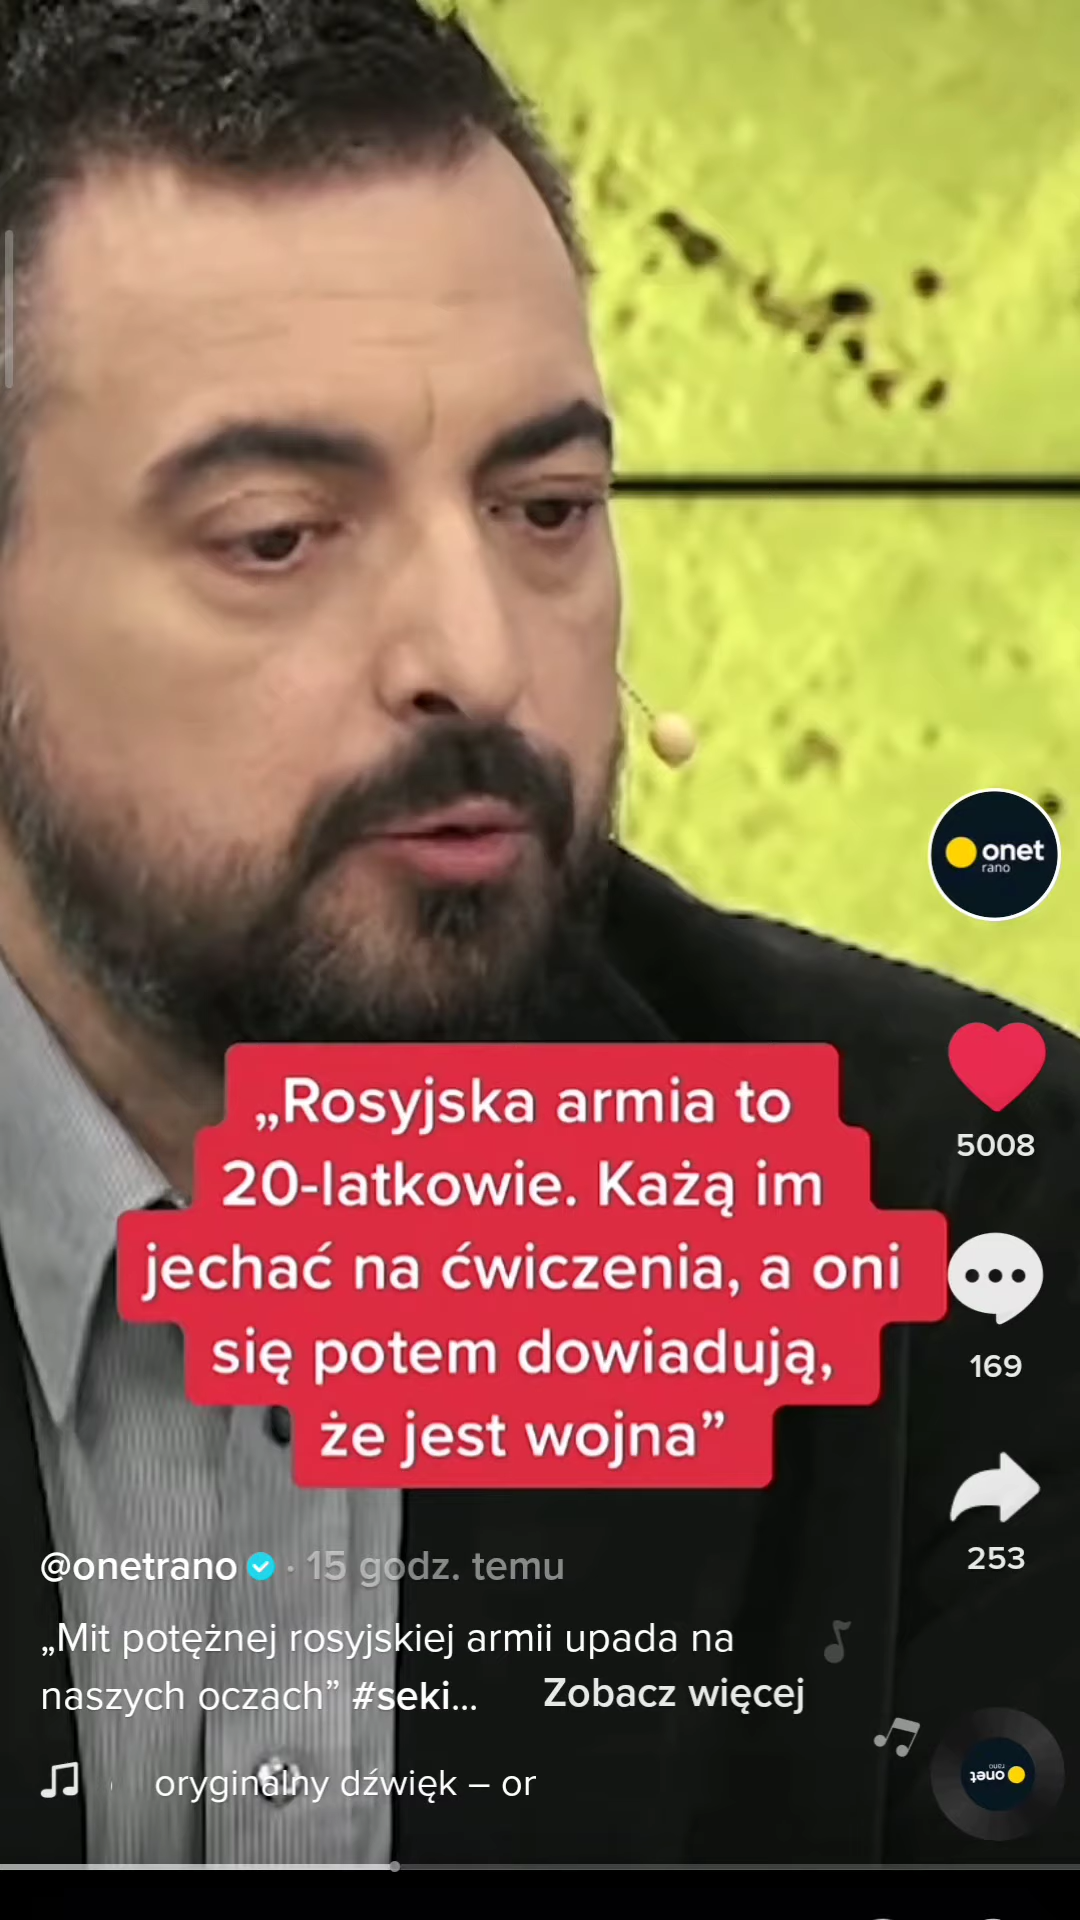 onet
rano
5008
„Rosyjska armia to
20-latkowie. Każą im
jechać na ćwiczenia, a oni
się potem dowiadują,
że jest wojna”
169
253
@onetrano · 15 godz. temu
„Mit potężnej rosyjskiej armii upada na
naszych oczach” #seki... Zobacz więcej
oryginalny dźwięk – or
onet
rano